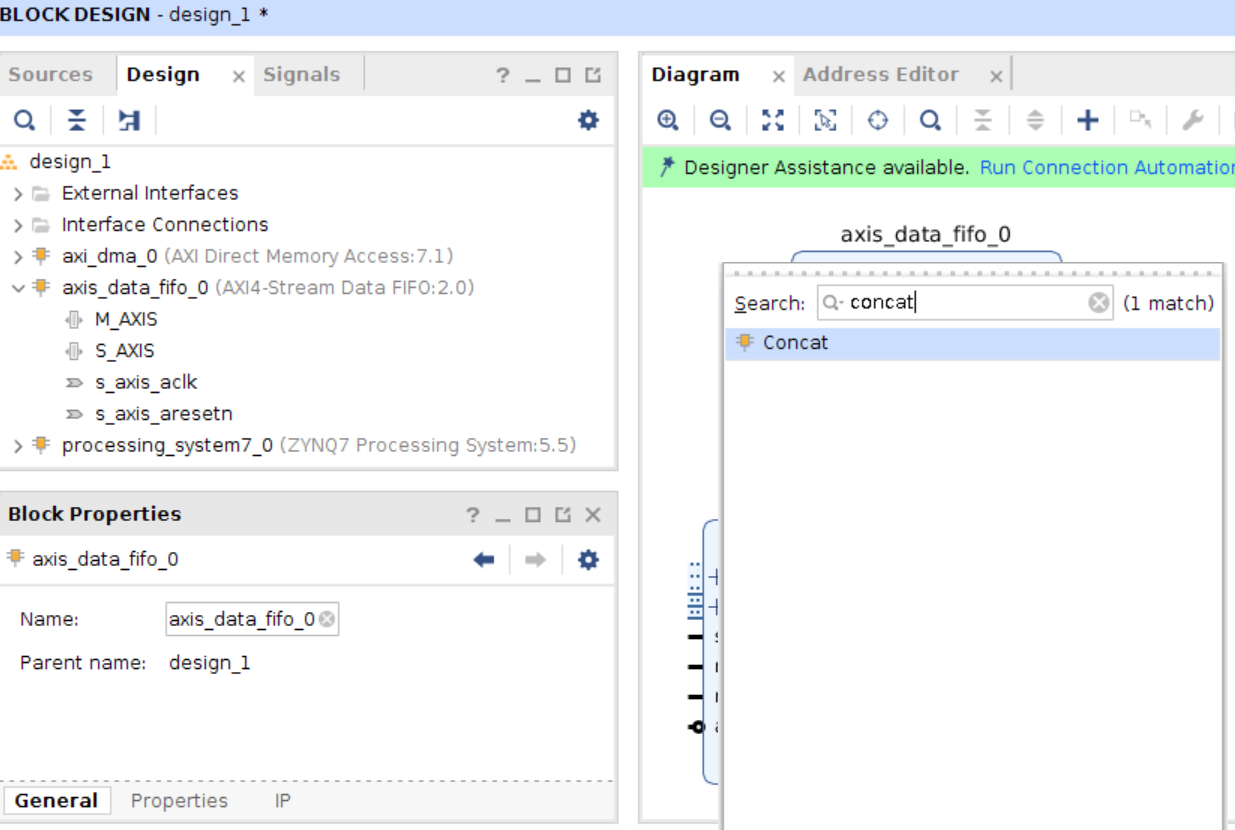 BLOCK DESIGN - design_1 *
Sources Design × Signals
design_1
External Interfaces
Interface Connections
axi_dma_0 (AXI Direct Memory Access:7.1)
axis_data_fifo_0 (AXI4-Stream Data FIFO:2.0)
M_AXIS
S_AXIS
s_axis_aclk
s_axis_aresetn
processing_system7_0 (ZYNQ7 Processing System:5.5)
Block Properties
axis_data_fifo_0
Name: axis_data_fifo_0
Parent name: design_1
General Properties IP
Diagram × Address Editor ×
Designer Assistance available. Run Connection Automation
axis_data_fifo_0
Search: concat (1 match)
Concat